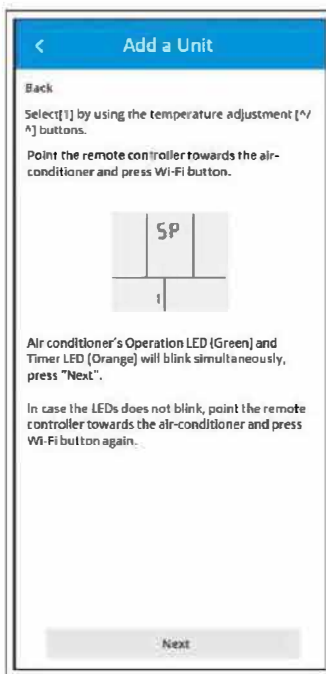 Add a Unit
Back
Select[1] by using the temperature adjustment [^/
^] buttons.
Point the remote controller towards the air-
conditioner and press Wi-Fi button.
SP
1
Air conditioner's Operation LED (Green) and
Timer LED (Orange) will blink simultaneously,
press "Next".
In case the LEDs does not blink, point the remote
controller towards the air-conditioner and press
Wi-Fi button again.
Next